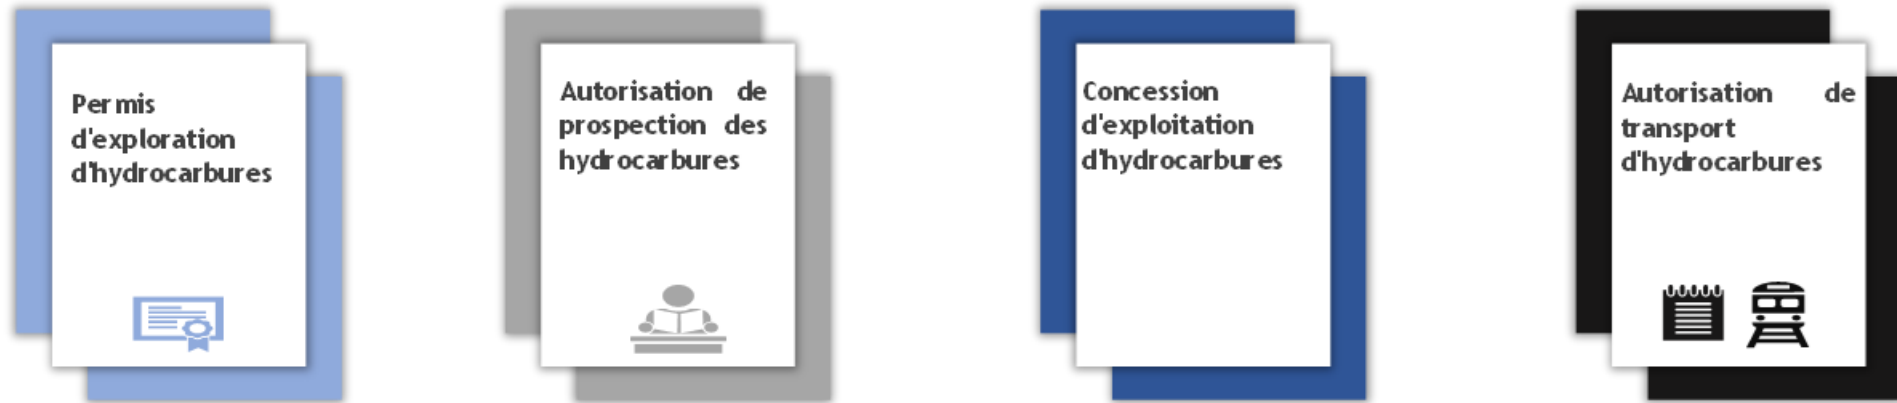 Permis
d'exploration
d'hydrocarbures
Autorisation de
prospection des
hydrocarbures
Concession
d'exploitation
d'hydrocarbures
Autorisation de
transport
d'hydrocarbures